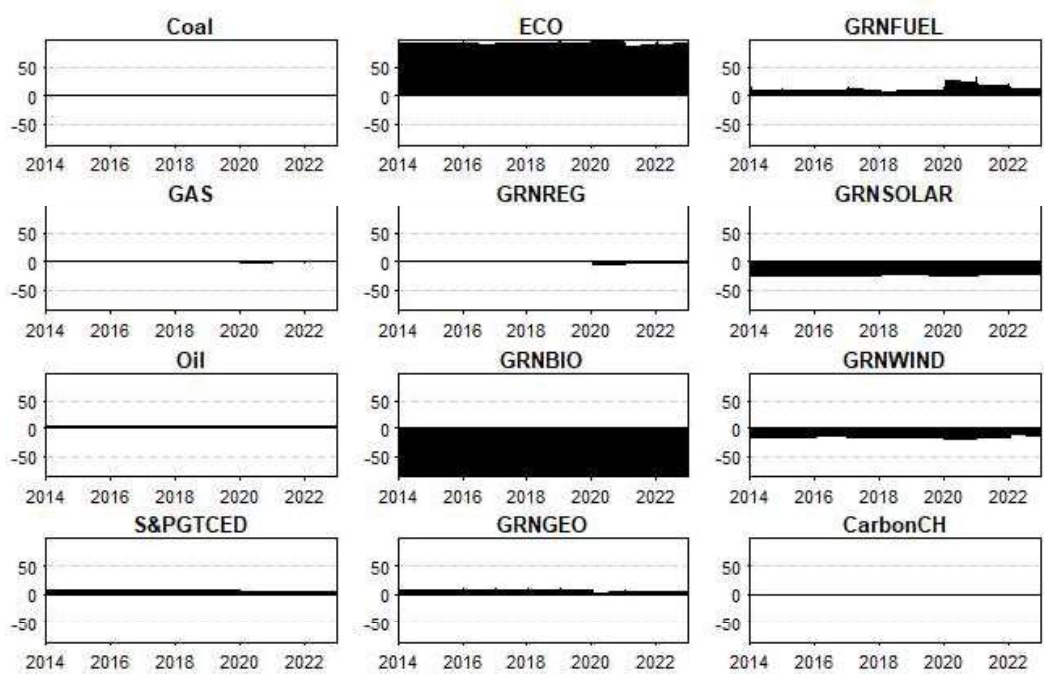 Coal ECO GRNFUEL
50 50 50
0 0 0
-50 -50 -50
2014 2016 2018 2020 2022 2014 2016 2018 2020 2022 2014 2016 2018 2020 2022
GAS GRNREG GRNSOLAR
50 50 50
0 0 0
-50 -50 -50
2014 2016 2018 2020 2022 2014 2016 2018 2020 2022 2014 2016 2018 2020 2022
Oil GRNBIO GRNWIND
50 50 50
0 0 0
-50 -50 -50
2014 2016 2018 2020 2022 2014 2016 2018 2020 2022 2014 2016 2018 2020 2022
S&PGTCED GRNGEO CarbonCH
50 50 50
0 0 0
-50 -50 -50
2014 2016 2018 2020 2022 2014 2016 2018 2020 2022 2014 2016 2018 2020 2022